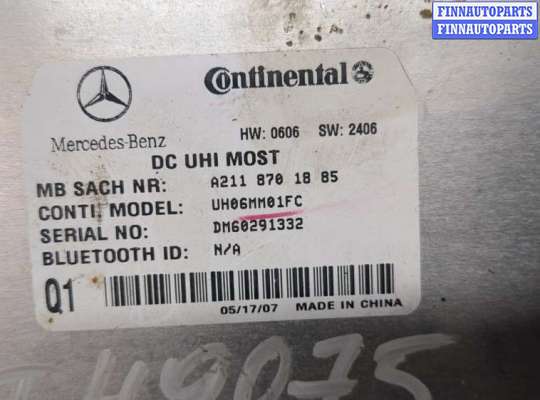 FINNAUTOPARTS
FINNAUTOPARTS
Continental
Mercedes-Benz
HW: 0606 SW: 2406
DC UHI MOST
MB SACH NR: A211 870 18 85
CONTI. MODEL: UH06MM01FC
SERIAL NO: DM60291332
BLUETOOTH ID: N/A
Q1
05/17/07 MADE IN CHINA
49075